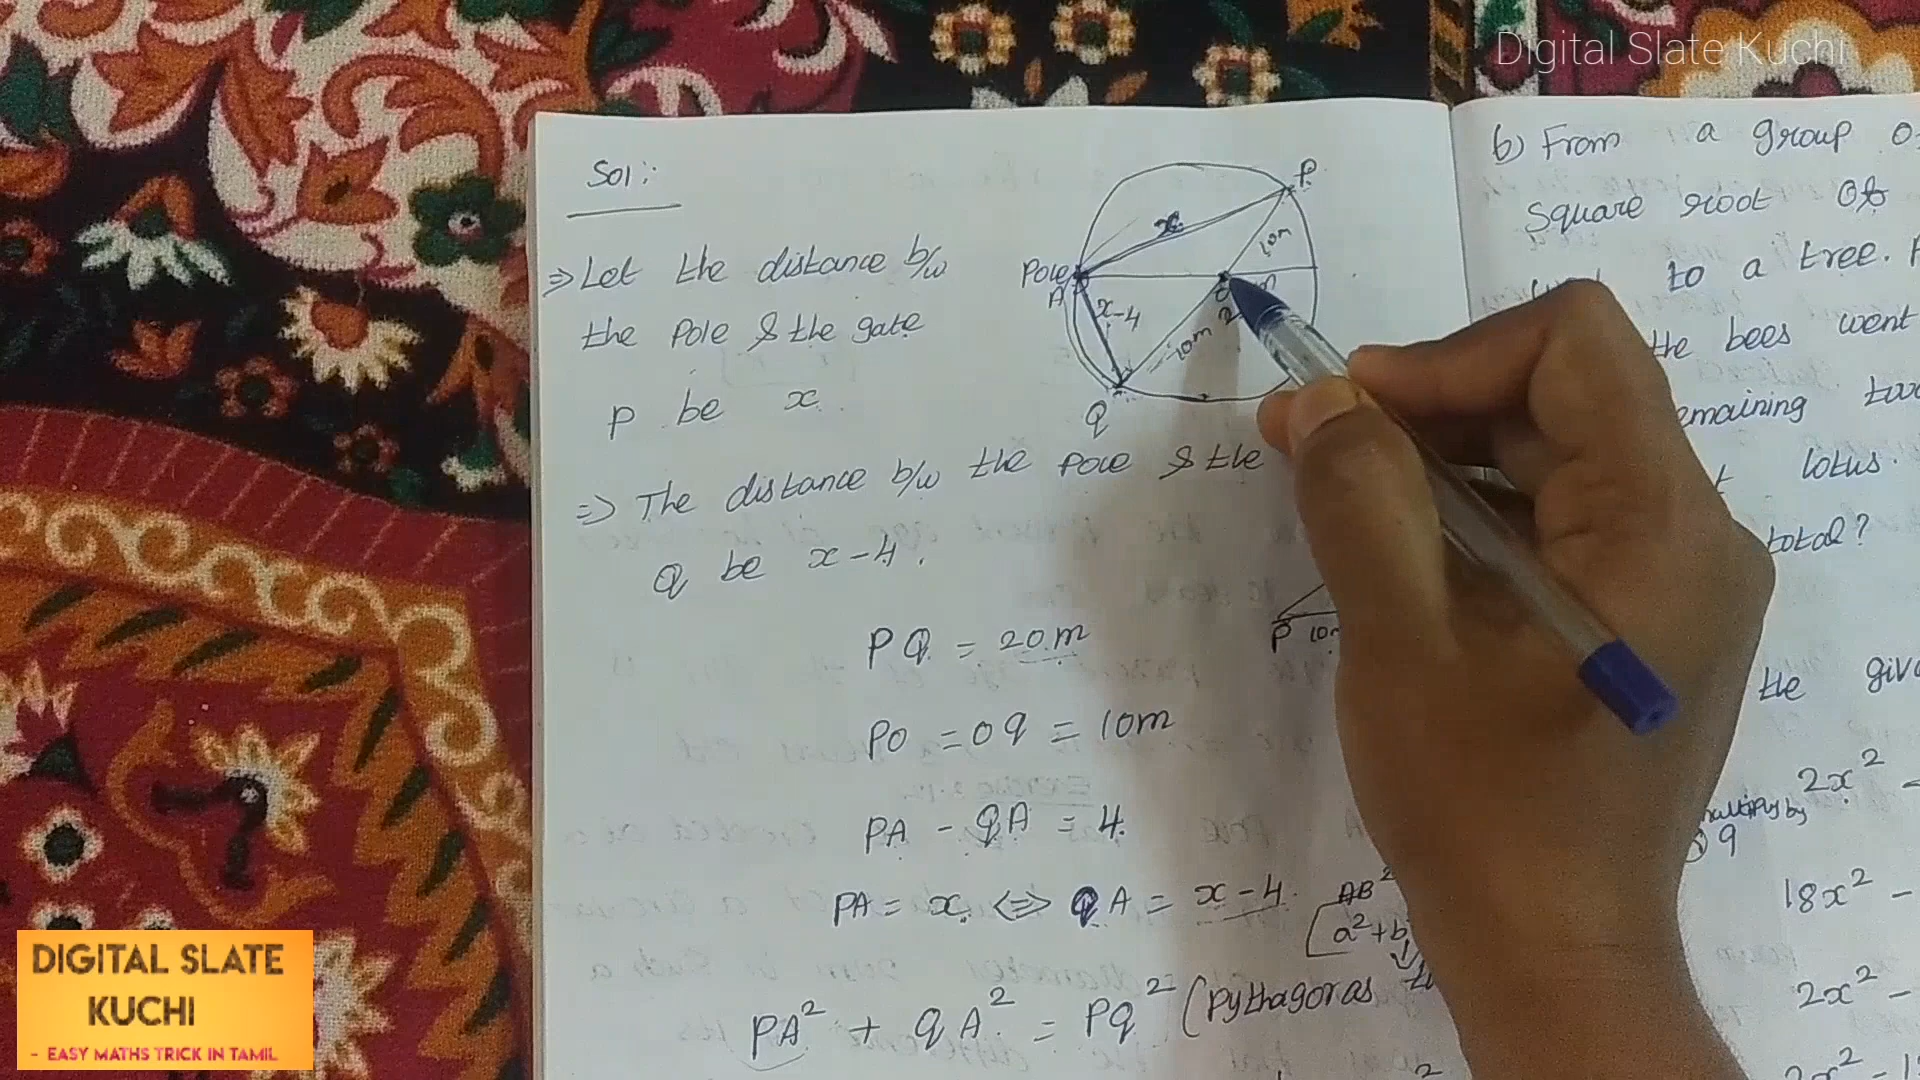 Digital Slate Kuchi
Sol:
⇒ Let the distance b/w
the Pole & the gate
P be x.
P
x
10m
Pole
A
x-4
10m
Q
⇒ The distance b/w the pole & the
Q be x-4.
PQ = 20m
PO = OQ = 10m
PA - QA = 4.
PA = x. <=> QA = x-4.
AB²
a²+b
PA² + QA² = PQ² (Pythagoras
P 10
b) From a group
Square root of
to a tree.
the bees went
lotus.
total?
the
2x² -
18x² -
2x² -
DIGITAL SLATE
KUCHI
- EASY MATHS TRICK IN TAMIL